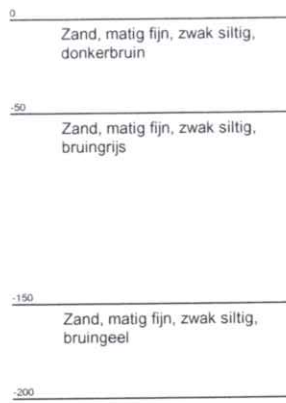 0
Zand, matig fijn, zwak siltig,
donkerbruin
-50
Zand, matig fijn, zwak siltig,
bruingrijs
-150
Zand, matig fijn, zwak siltig,
bruingeel
-200